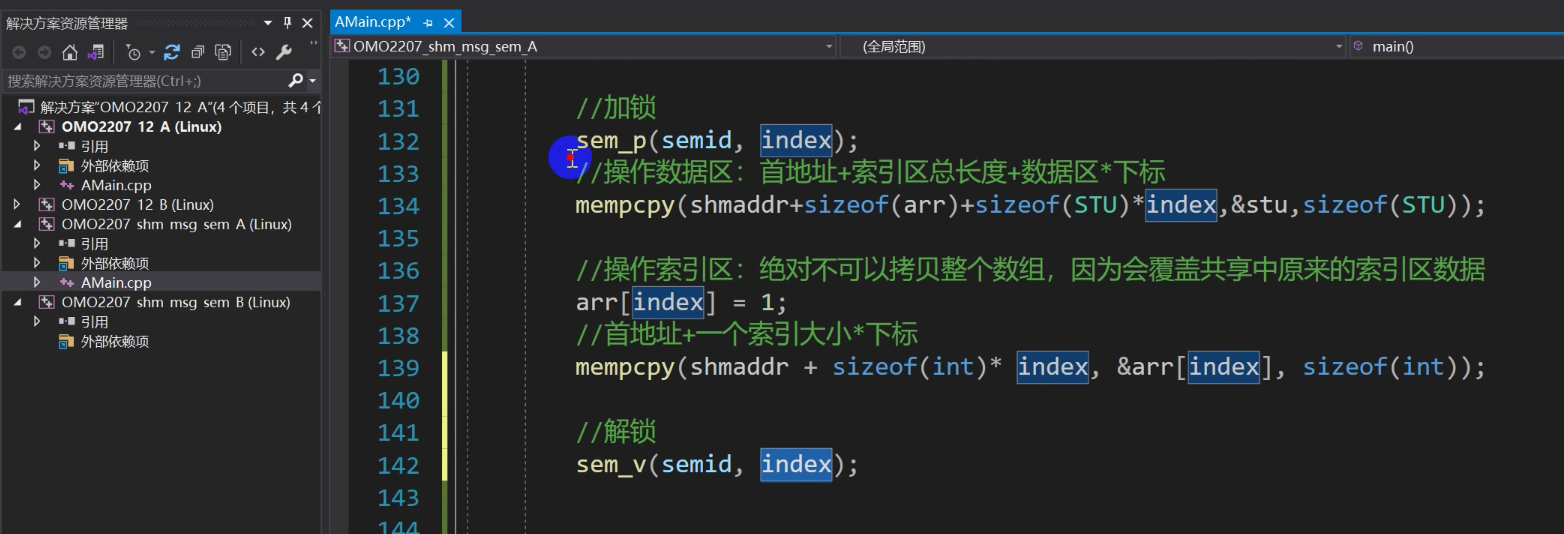 解决方案资源管理器
搜索解决方案资源管理器(Ctrl+;)
解决方案"OMO2207 12 A"(4 个项目，共 4 个
OMO2207 12 A (Linux)
引用
外部依赖项
AMain.cpp
OMO2207 12 B (Linux)
OMO2207 shm msg sem A (Linux)
引用
外部依赖项
AMain.cpp
OMO2207 shm msg sem B (Linux)
引用
外部依赖项
AMain.cpp*
OMO2207_shm_msg_sem_A
(全局范围)
main()
130
131 //加锁
132 sem_p(semid, index);
133 //操作数据区：首地址+索引区总长度+数据区*下标
134 mempcpy(shmaddr+sizeof(arr)+sizeof(STU)*index,&stu,sizeof(STU));
135
136 //操作索引区：绝对不可以拷贝整个数组，因为会覆盖共享中原来的索引区数据
137 arr[index] = 1;
138 //首地址+一个索引大小*下标
139 mempcpy(shmaddr + sizeof(int)* index, &arr[index], sizeof(int));
140
141 //解锁
142 sem_v(semid, index);
143
144